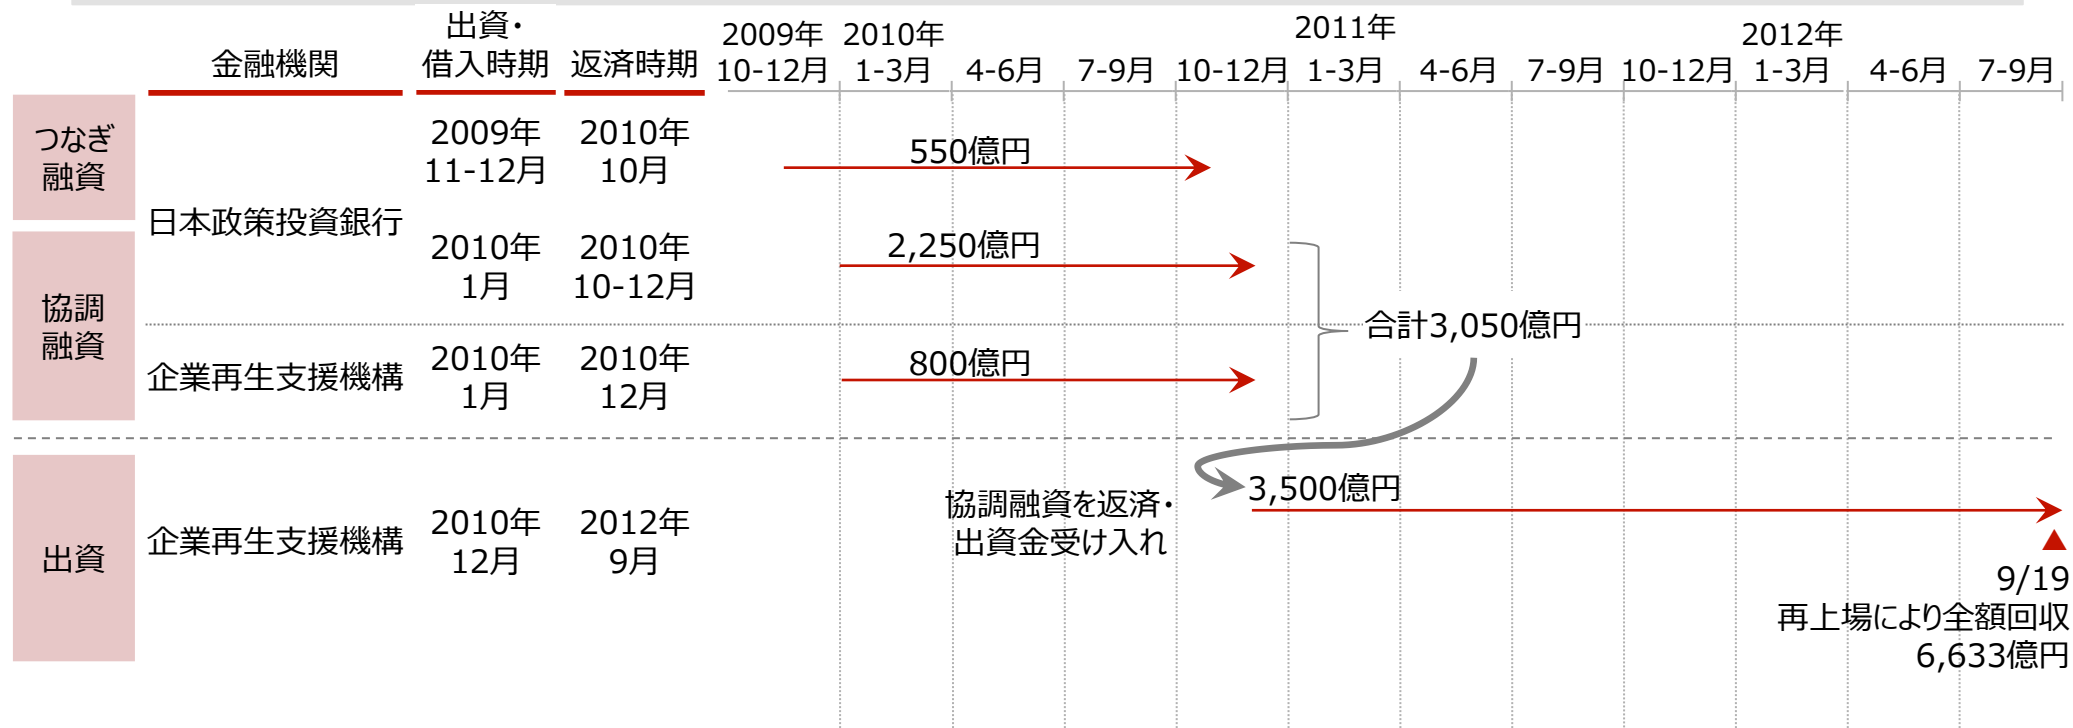 金融機関
出資・
借入時期
返済時期
2009年
10-12月
2010年
1-3月
4-6月
7-9月
10-12月
2011年
1-3月
4-6月
7-9月
10-12月
2012年
1-3月
4-6月
7-9月
つなぎ
融資
日本政策投資銀行
2009年
11-12月
2010年
10月
550億円
協調
融資
2010年
1月
2010年
10-12月
2,250億円
合計3,050億円
企業再生支援機構
2010年
1月
2010年
12月
800億円
出資
企業再生支援機構
2010年
12月
2012年
9月
協調融資を返済・
出資金受け入れ
3,500億円
9/19
再上場により全額回収
6,633億円